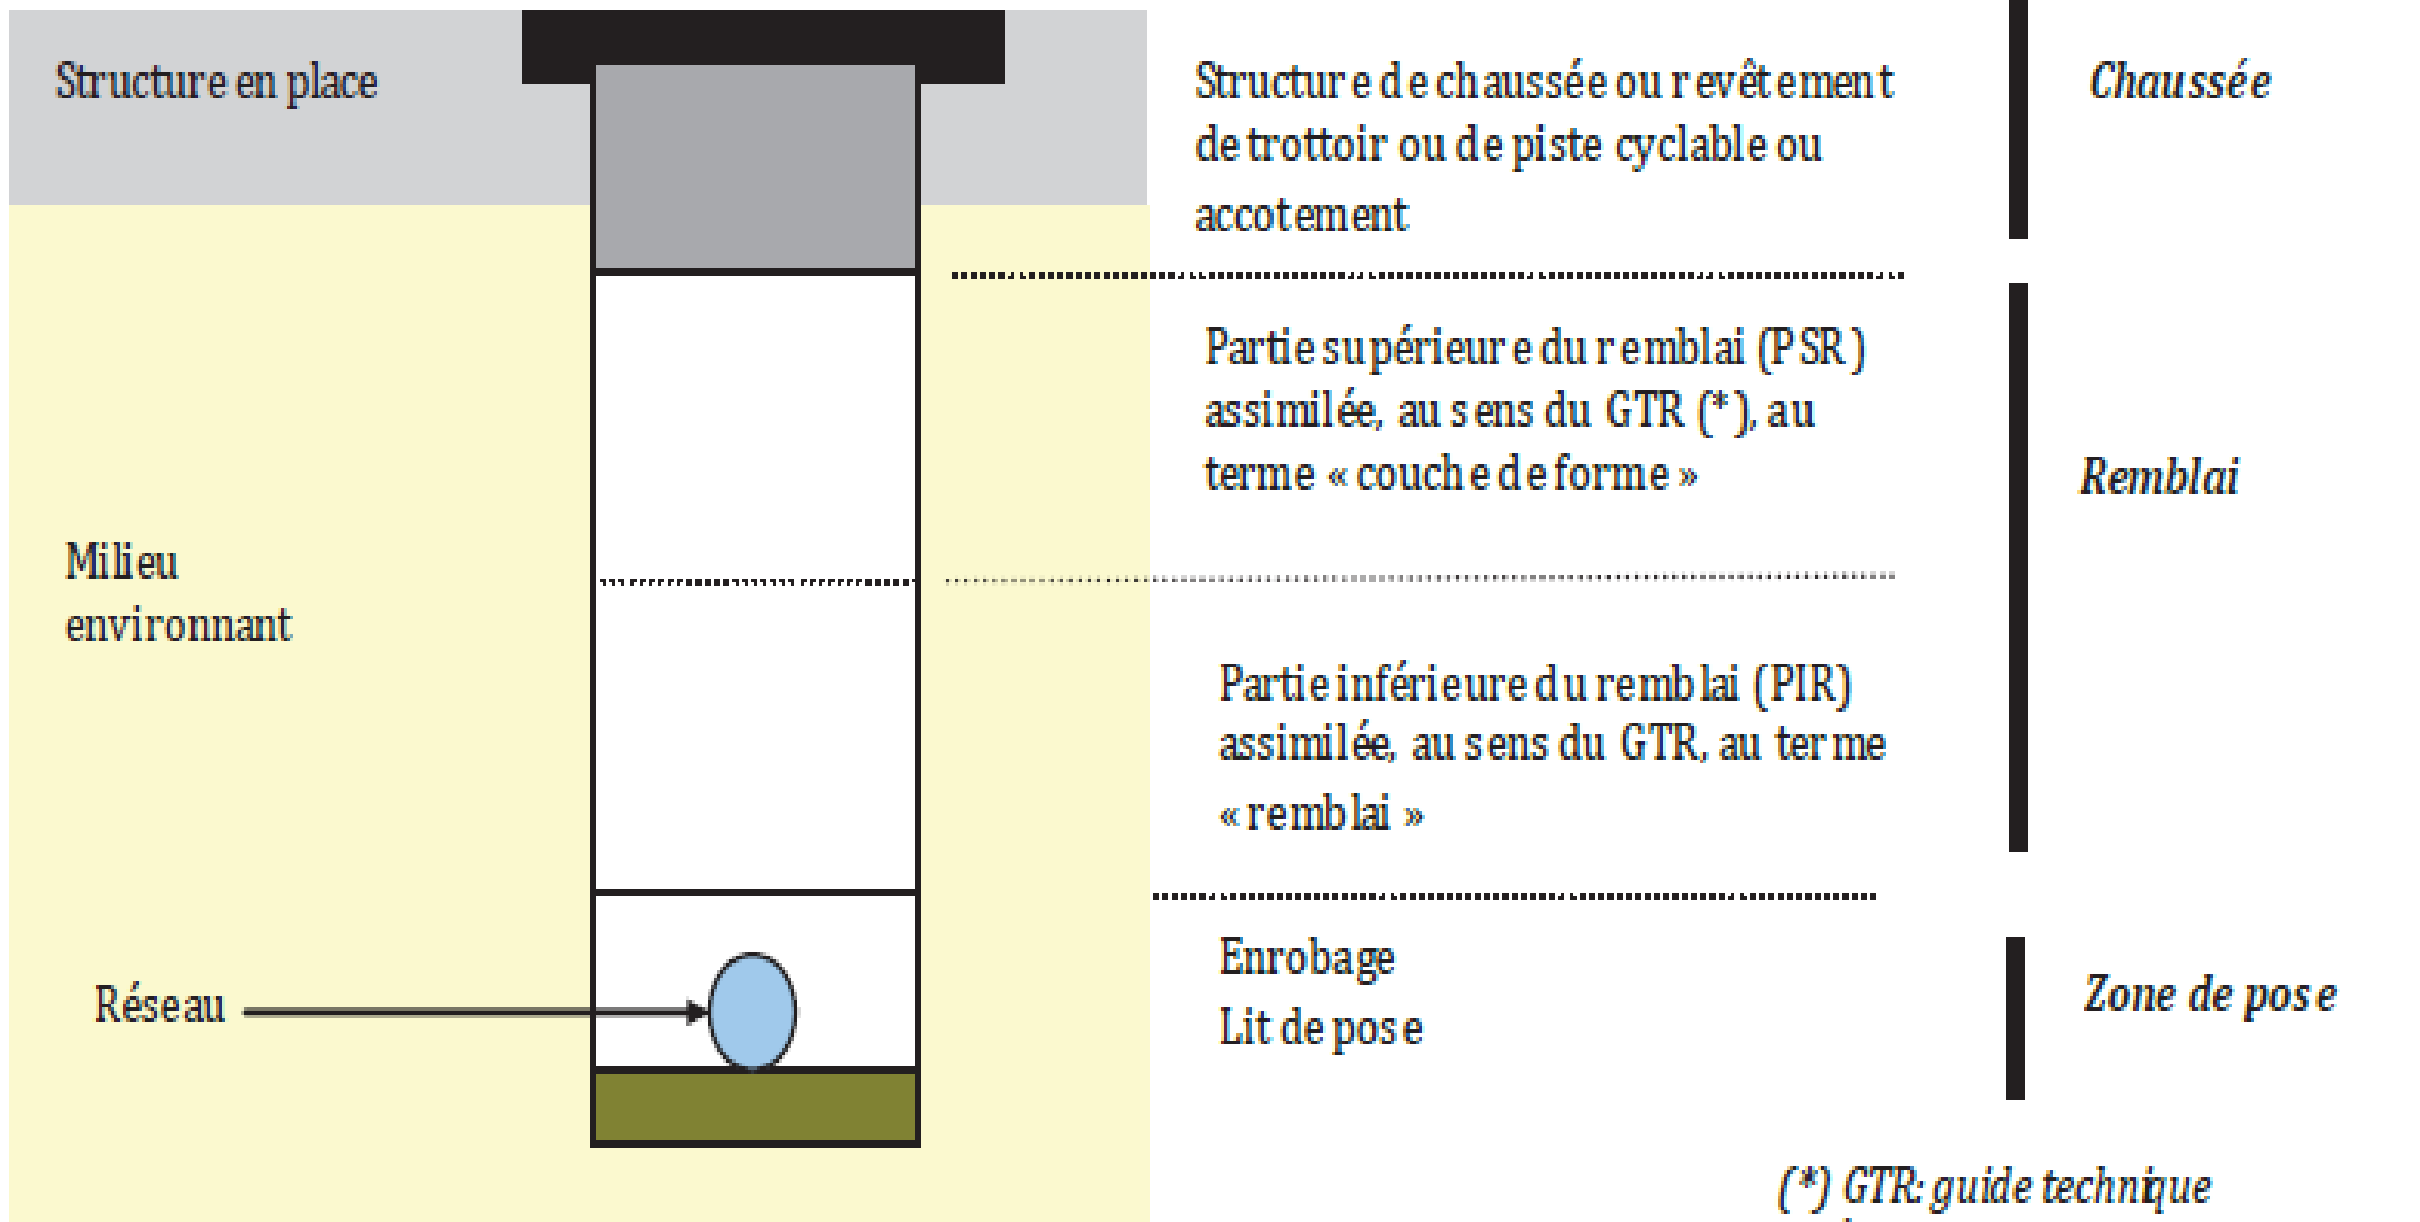 Structure en place
Structure de chaussée ou revêtement
de trottoir ou de piste cyclable ou
accotement
Chaussée
Partie supérieure du remblai (PSR)
assimilée, au sens du GTR (*), au
terme « couche de forme »
Remblai
Milieu
environnant
Partie inférieure du remblai (PIR)
assimilée, au sens du GTR, au terme
« remblai »
Réseau
Enrobage
Lit de pose
Zone de pose
(*) GTR: guide technique